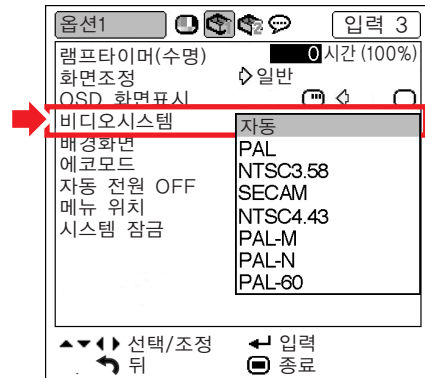 옵션1 입력 3
램프타이머(수명) 0 시간 (100%)
화면조정 일반
OSD 화면표시
비디오시스템 자동
배경화면 PAL
에코모드 NTSC3.58
자동 전원 OFF SECAM
메뉴 위치 NTSC4.43
시스템 잠금 PAL-M
PAL-N
PAL-60
선택/조정 입력
뒤 종료